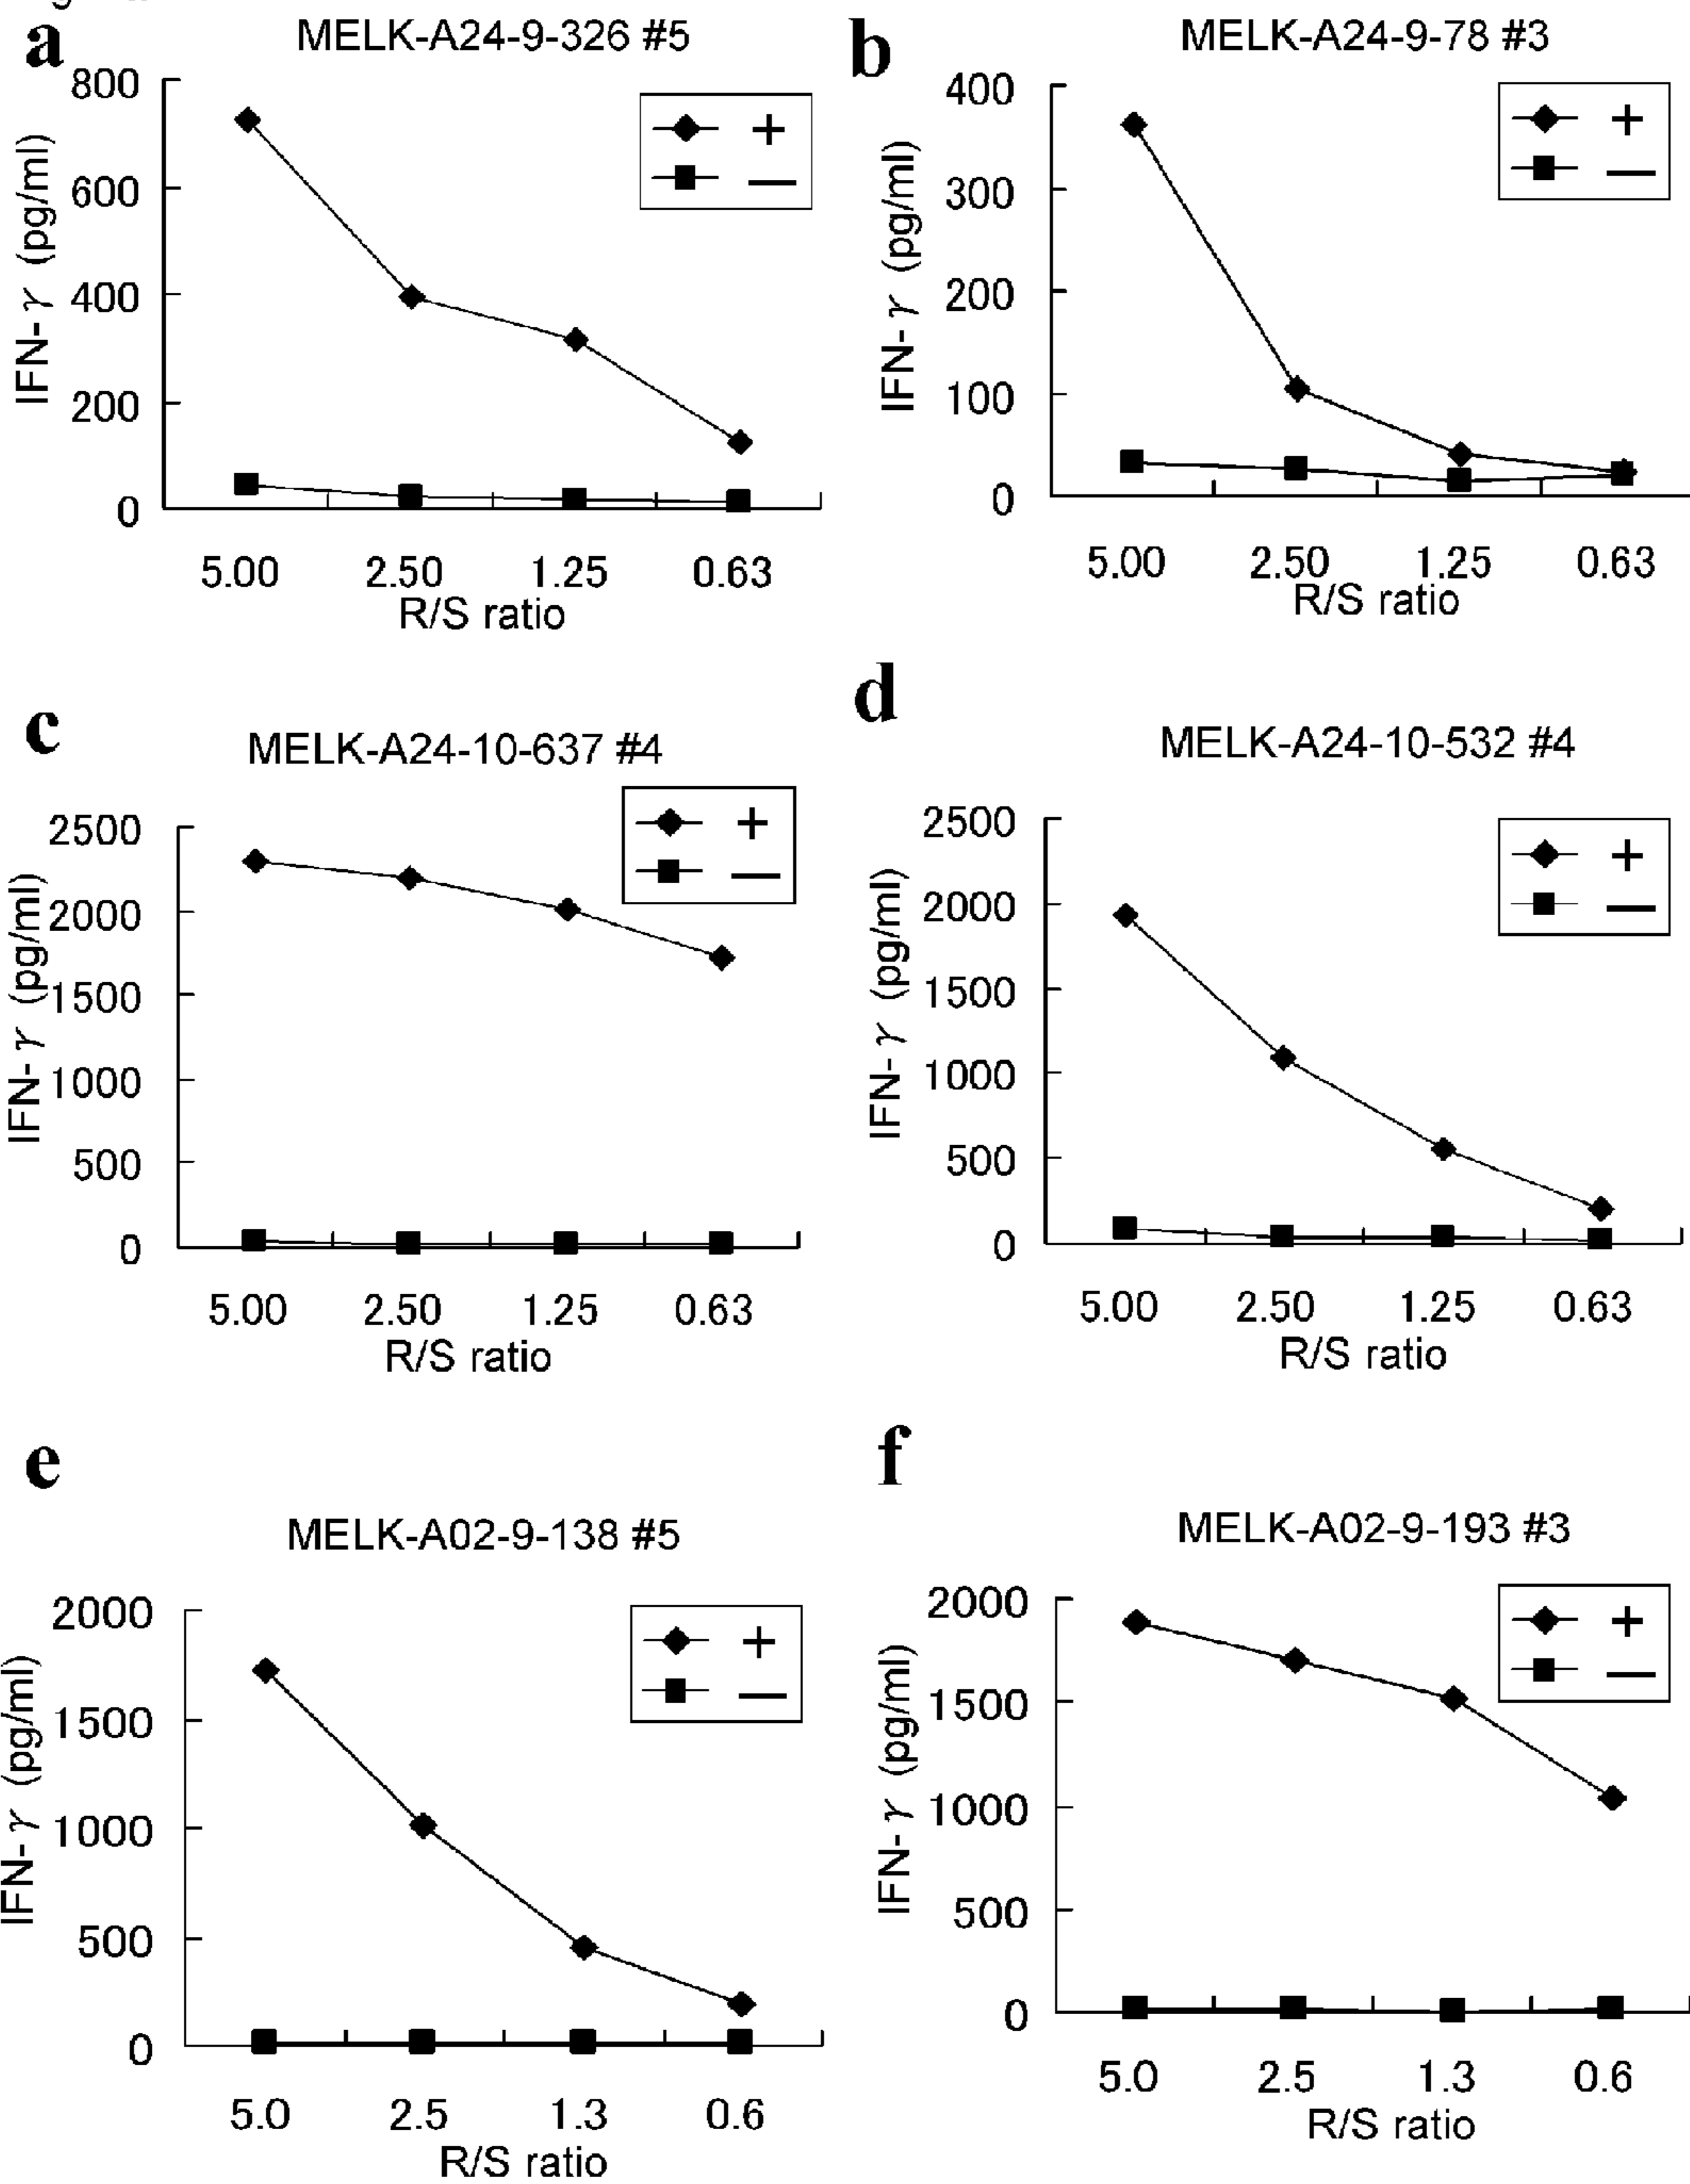 a
MELK-A24-9-326 #5
800
600
400
200
0
IFN-γ (pg/ml)
+
—
5.00 2.50 1.25 0.63
R/S ratio
b
MELK-A24-9-78 #3
400
300
200
100
0
IFN-γ (pg/ml)
+
—
5.00 2.50 1.25 0.63
R/S ratio
c
MELK-A24-10-637 #4
2500
2000
1500
1000
500
0
IFN-γ (pg/ml)
+
—
5.00 2.50 1.25 0.63
R/S ratio
d
MELK-A24-10-532 #4
2500
2000
1500
1000
500
0
IFN-γ (pg/ml)
+
—
5.00 2.50 1.25 0.63
R/S ratio
e
MELK-A02-9-138 #5
2000
1500
1000
500
0
IFN-γ (pg/ml)
+
—
5.0 2.5 1.3 0.6
R/S ratio
f
MELK-A02-9-193 #3
2000
1500
1000
500
0
IFN-γ (pg/ml)
+
—
5.0 2.5 1.3 0.6
R/S ratio